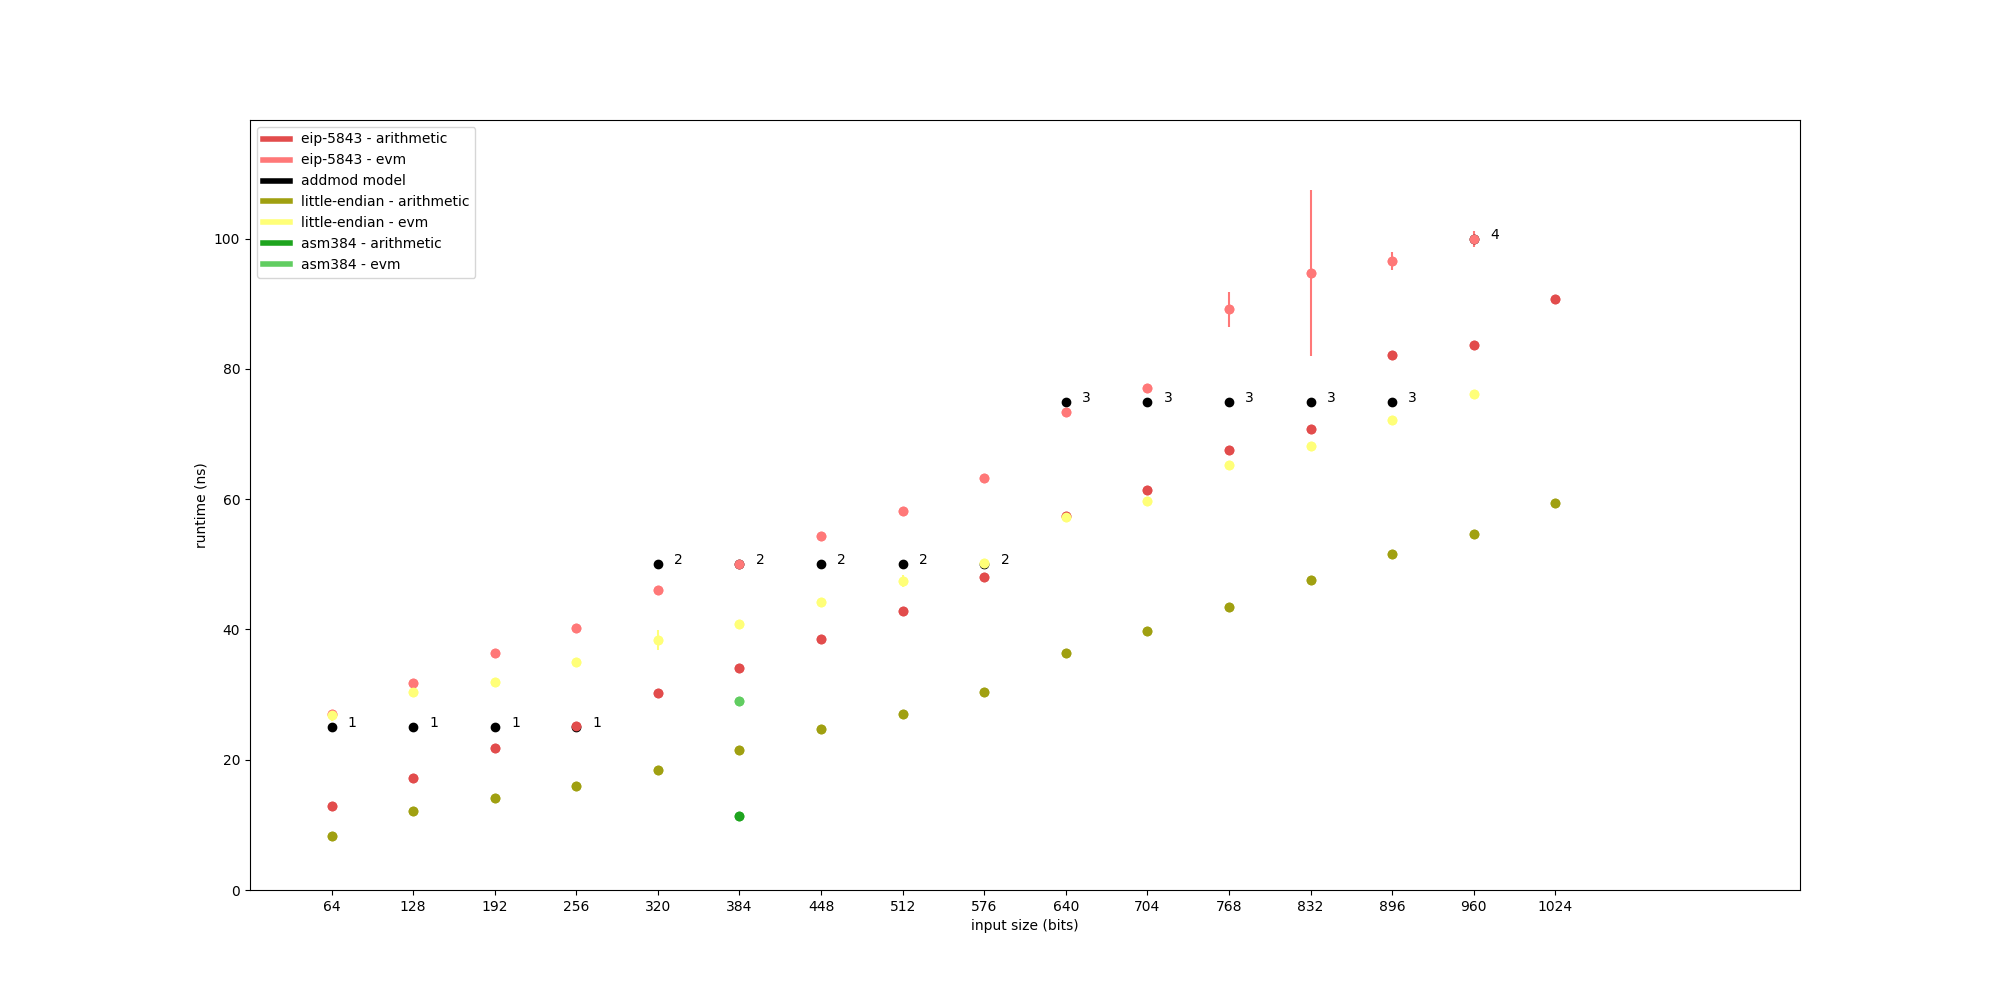 eip-5843 - arithmetic
eip-5843 - evm
addmod model
little-endian - arithmetic
little-endian - evm
asm384 - arithmetic
asm384 - evm
100
80
60
40
20
0
runtime (ns)
4
3 3 3 3 3
2 2 2 2 2
1 1 1 1
64 128 192 256 320 384 448 512 576 640 704 768 832 896 960 1024
input size (bits)